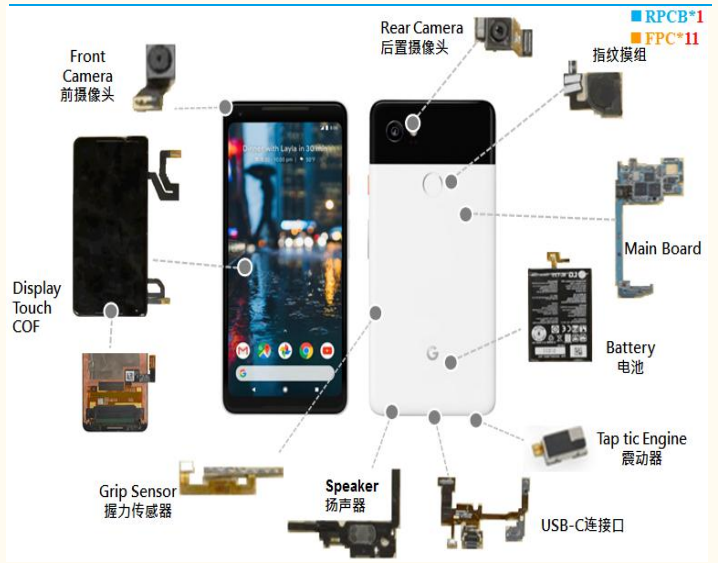 RPCB*1
FPC*11
Rear Camera
后置摄像头
指纹摸组
Front
Camera
前摄像头
Main Board
Display
Touch
COF
Battery
电池
Tap tic Engine
震动器
Grip Sensor
握力传感器
Speaker
扬声器
USB-C连接口
G